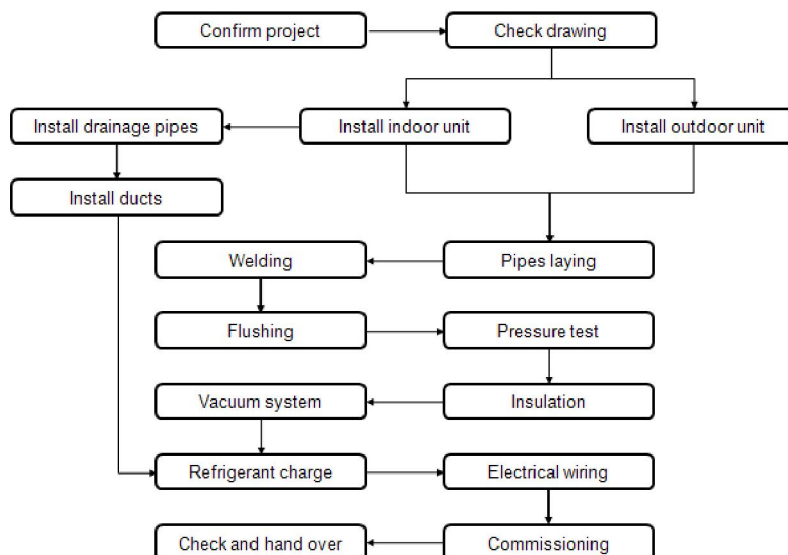 Confirm project
Check drawing
Install drainage pipes
Install indoor unit
Install outdoor unit
Install ducts
Welding
Pipes laying
Flushing
Pressure test
Vacuum system
Insulation
Refrigerant charge
Electrical wiring
Check and hand over
Commissioning